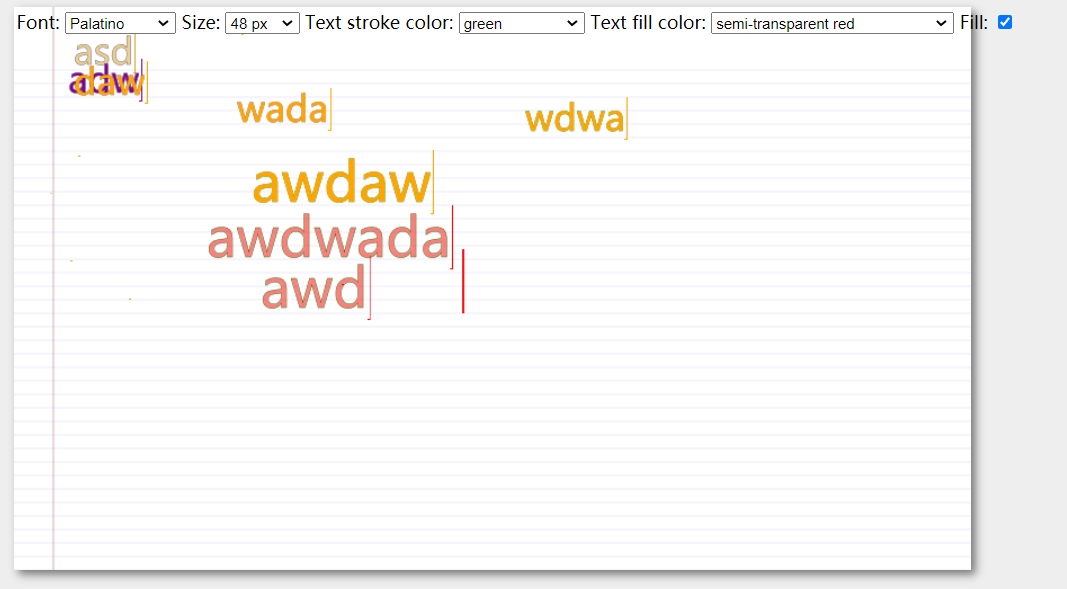 Font: Palatino Size: 48 px Text stroke color: green Text fill color: semi-transparent red Fill:
asd
daw
wada wdwa
awdaw
awdwada
awd